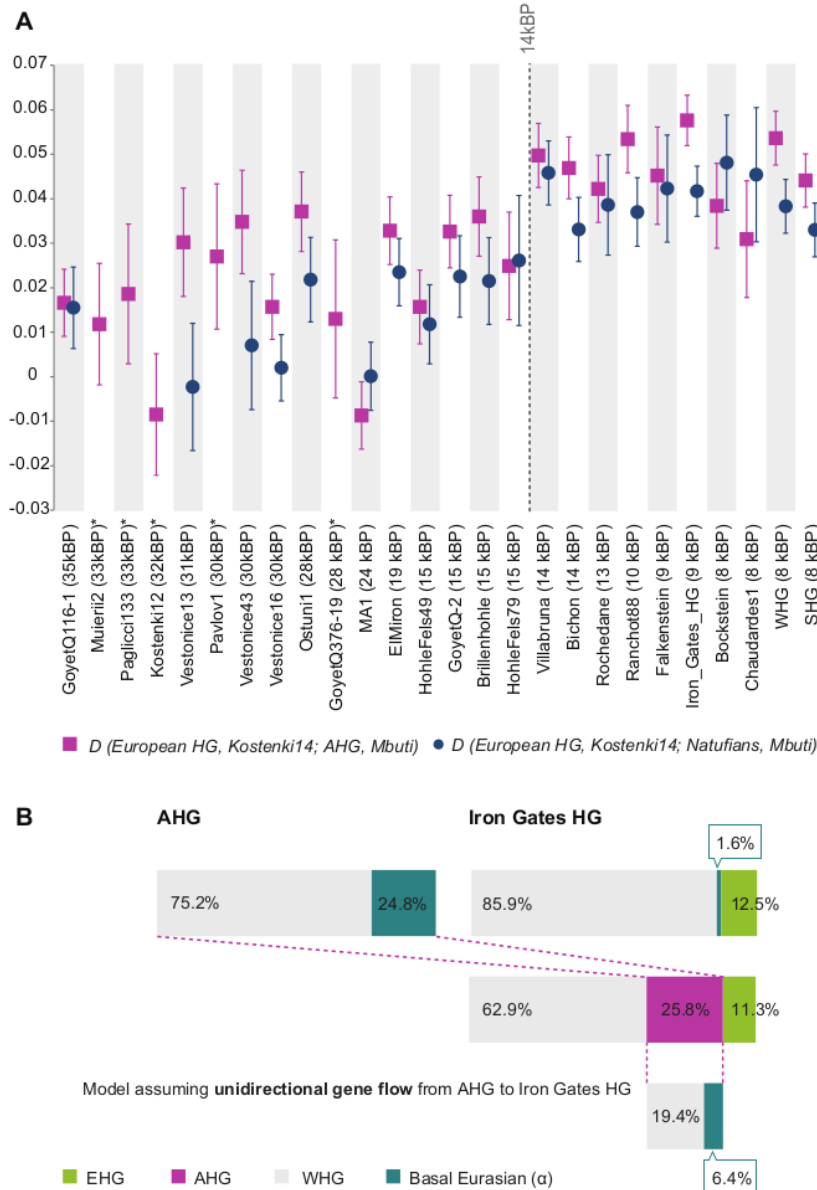 A
14kBP
0.07
0.06
0.05
0.04
0.03
0.02
0.01
0
-0.01
-0.02
-0.03
GoyetQ116-1 (35kBP)
Muierii2 (33kBP)*
Paglicci133 (33kBP)*
Kostenki12 (32kBP)*
Vestonice13 (31kBP)
Pavlov1 (30kBP)*
Vestonice43 (30kBP)
Vestonice16 (30kBP)
Ostuni1 (28kBP)
GoyetQ376-19 (28 kBP)*
MA1 (24 kBP)
ElMiron (19 kBP)
HohleFels49 (15 kBP)
GoyetQ-2 (15 kBP)
Brillenhohle (15 kBP)
HohleFels79 (15 kBP)
Villabruna (14 kBP)
Bichon (14 kBP)
Rochedane (13 kBP)
Ranchot88 (10 kBP)
Falkenstein (9 kBP)
Iron_Gates_HG (9 kBP)
Bockstein (8 kBP)
Chaudardes1 (8 kBP)
WHG (8 kBP)
SHG (8 kBP)
D (European HG, Kostenki14; AHG, Mbuti) D (European HG, Kostenki14; Natufians, Mbuti)
B
AHG Iron Gates HG
1.6%
75.2% 24.8% 85.9% 12.5%
62.9% 25.8% 11.3%
Model assuming unidirectional gene flow from AHG to Iron Gates HG
19.4%
6.4%
EHG AHG WHG Basal Eurasian (α)